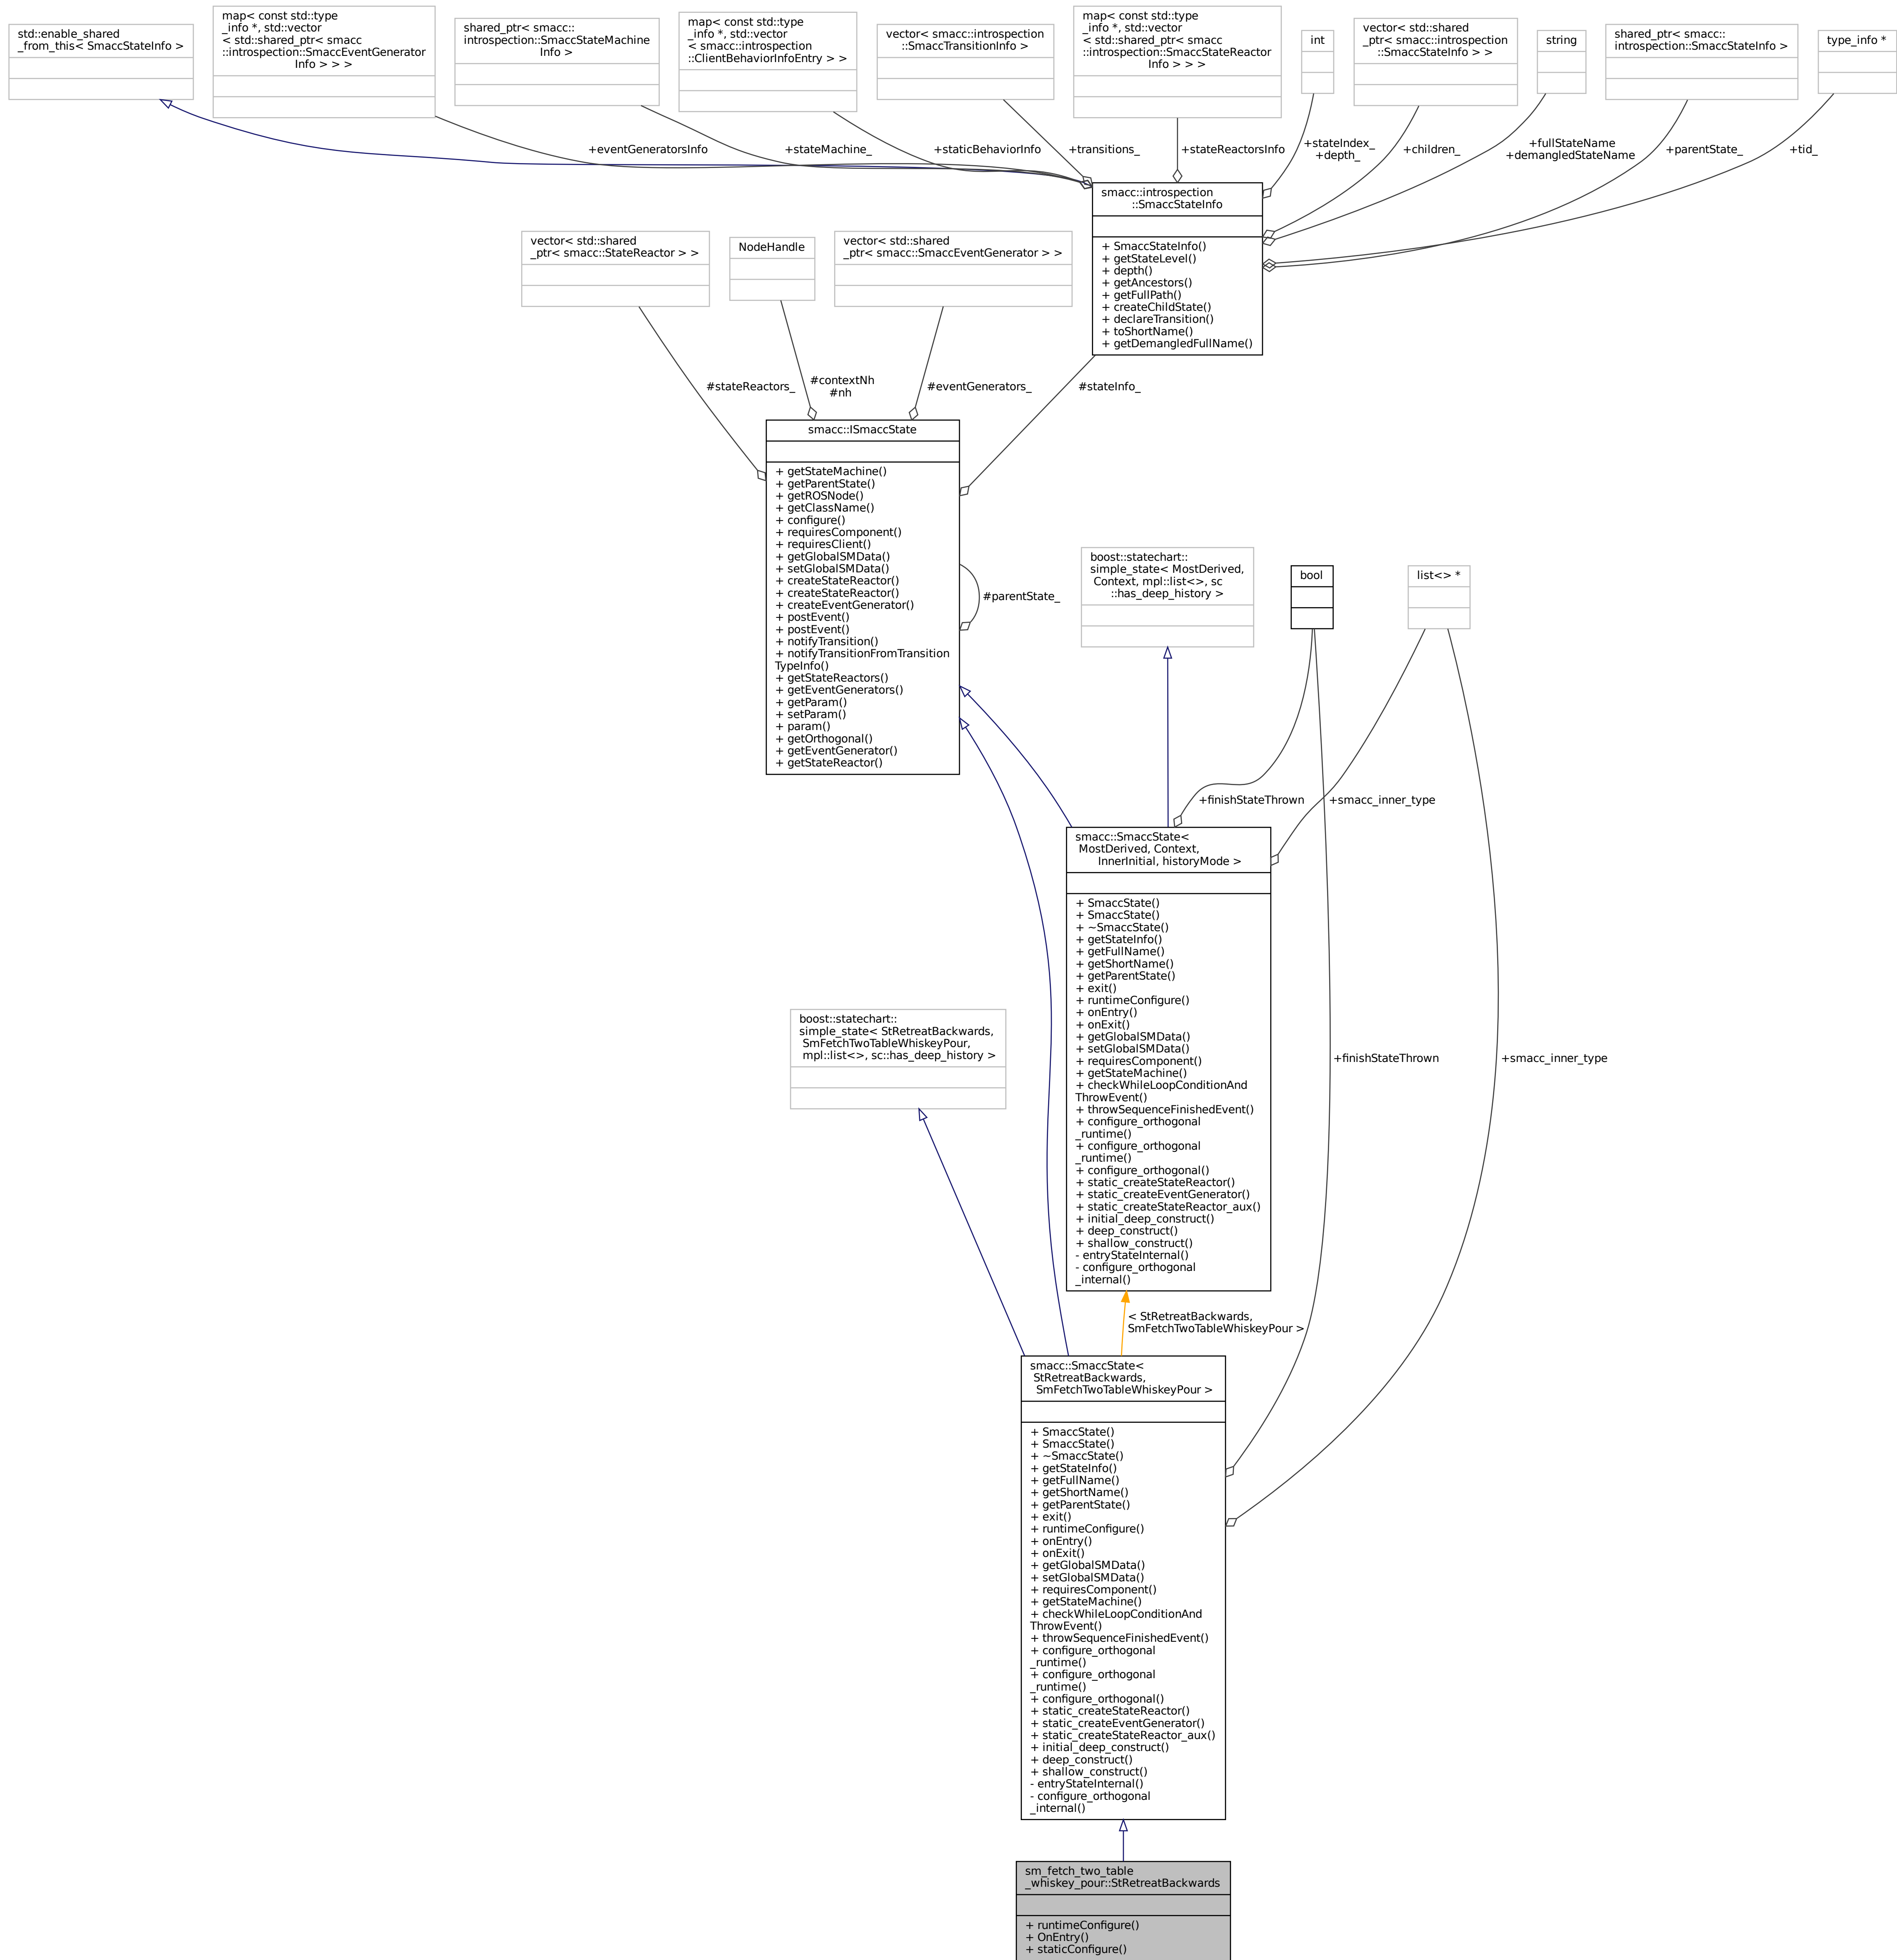 std::enable_shared
_from_this< SmaccStateInfo >
map< const std::type
_info *, std::vector
< std::shared_ptr< smacc
::introspection::SmaccEventGenerator
Info > > >
shared_ptr< smacc::
introspection::SmaccStateMachine
Info >
map< const std::type
_info *, std::vector
< smacc::introspection
::ClientBehaviorInfoEntry > >
vector< smacc::introspection
::SmaccTransitionInfo >
map< const std::type
_info *, std::vector
< std::shared_ptr< smacc
::introspection::SmaccStateReactor
Info > > >
int
vector< std::shared
_ptr< smacc::introspection
::SmaccStateInfo > >
string
shared_ptr< smacc::
introspection::SmaccStateInfo >
type_info *
+eventGeneratorsInfo
+stateMachine_
+staticBehaviorInfo
+transitions_
+stateReactorsInfo
+stateIndex_
+depth_
+children_
+fullStateName
+demangledStateName
+parentState_
+tid_
smacc::introspection
::SmaccStateInfo
+ SmaccStateInfo()
+ getStateLevel()
+ depth()
+ getAncestors()
+ getFullPath()
+ createChildState()
+ declareTransition()
+ toShortName()
+ getDemangledFullName()
vector< std::shared
_ptr< smacc::StateReactor > >
NodeHandle
vector< std::shared
_ptr< smacc::SmaccEventGenerator > >
#stateReactors_
#contextNh
#nh
#eventGenerators_
#stateInfo_
smacc::ISmaccState
+ getStateMachine()
+ getParentState()
+ getROSNode()
+ getClassName()
+ configure()
+ requiresComponent()
+ requiresClient()
+ getGlobalSMData()
+ setGlobalSMData()
+ createStateReactor()
+ createStateReactor()
+ createEventGenerator()
+ postEvent()
+ postEvent()
+ notifyTransition()
+ notifyTransitionFromTransition
TypeInfo()
+ getStateReactors()
+ getEventGenerators()
+ getParam()
+ setParam()
+ param()
+ getOrthogonal()
+ getEventGenerator()
+ getStateReactor()
#parentState_
boost::statechart::
simple_state< MostDerived,
Context, mpl::list<>, sc
::has_deep_history >
bool
list<> *
+finishStateThrown
+smacc_inner_type
smacc::SmaccState<
MostDerived, Context,
InnerInitial, historyMode >
+ SmaccState()
+ SmaccState()
+ ~SmaccState()
+ getStateInfo()
+ getFullName()
+ getShortName()
+ getParentState()
+ exit()
+ runtimeConfigure()
+ onEntry()
+ onExit()
+ getGlobalSMData()
+ setGlobalSMData()
+ requiresComponent()
+ getStateMachine()
+ checkWhileLoopConditionAnd
ThrowEvent()
+ throwSequenceFinishedEvent()
+ configure_orthogonal
_runtime()
+ configure_orthogonal
_runtime()
+ configure_orthogonal()
+ static_createStateReactor()
+ static_createEventGenerator()
+ static_createStateReactor_aux()
+ initial_deep_construct()
+ deep_construct()
+ shallow_construct()
- entryStateInternal()
- configure_orthogonal
_internal()
boost::statechart::
simple_state< StRetreatBackwards,
SmFetchTwoTableWhiskeyPour,
mpl::list<>, sc::has_deep_history >
+finishStateThrown
+smacc_inner_type
< StRetreatBackwards,
SmFetchTwoTableWhiskeyPour >
smacc::SmaccState<
StRetreatBackwards,
SmFetchTwoTableWhiskeyPour >
+ SmaccState()
+ SmaccState()
+ ~SmaccState()
+ getStateInfo()
+ getFullName()
+ getShortName()
+ getParentState()
+ exit()
+ runtimeConfigure()
+ onEntry()
+ onExit()
+ getGlobalSMData()
+ setGlobalSMData()
+ requiresComponent()
+ getStateMachine()
+ checkWhileLoopConditionAnd
ThrowEvent()
+ throwSequenceFinishedEvent()
+ configure_orthogonal
_runtime()
+ configure_orthogonal
_runtime()
+ configure_orthogonal()
+ static_createStateReactor()
+ static_createEventGenerator()
+ static_createStateReactor_aux()
+ initial_deep_construct()
+ deep_construct()
+ shallow_construct()
- entryStateInternal()
- configure_orthogonal
_internal()
sm_fetch_two_table
_whiskey_pour::StRetreatBackwards
+ runtimeConfigure()
+ OnEntry()
+ staticConfigure()